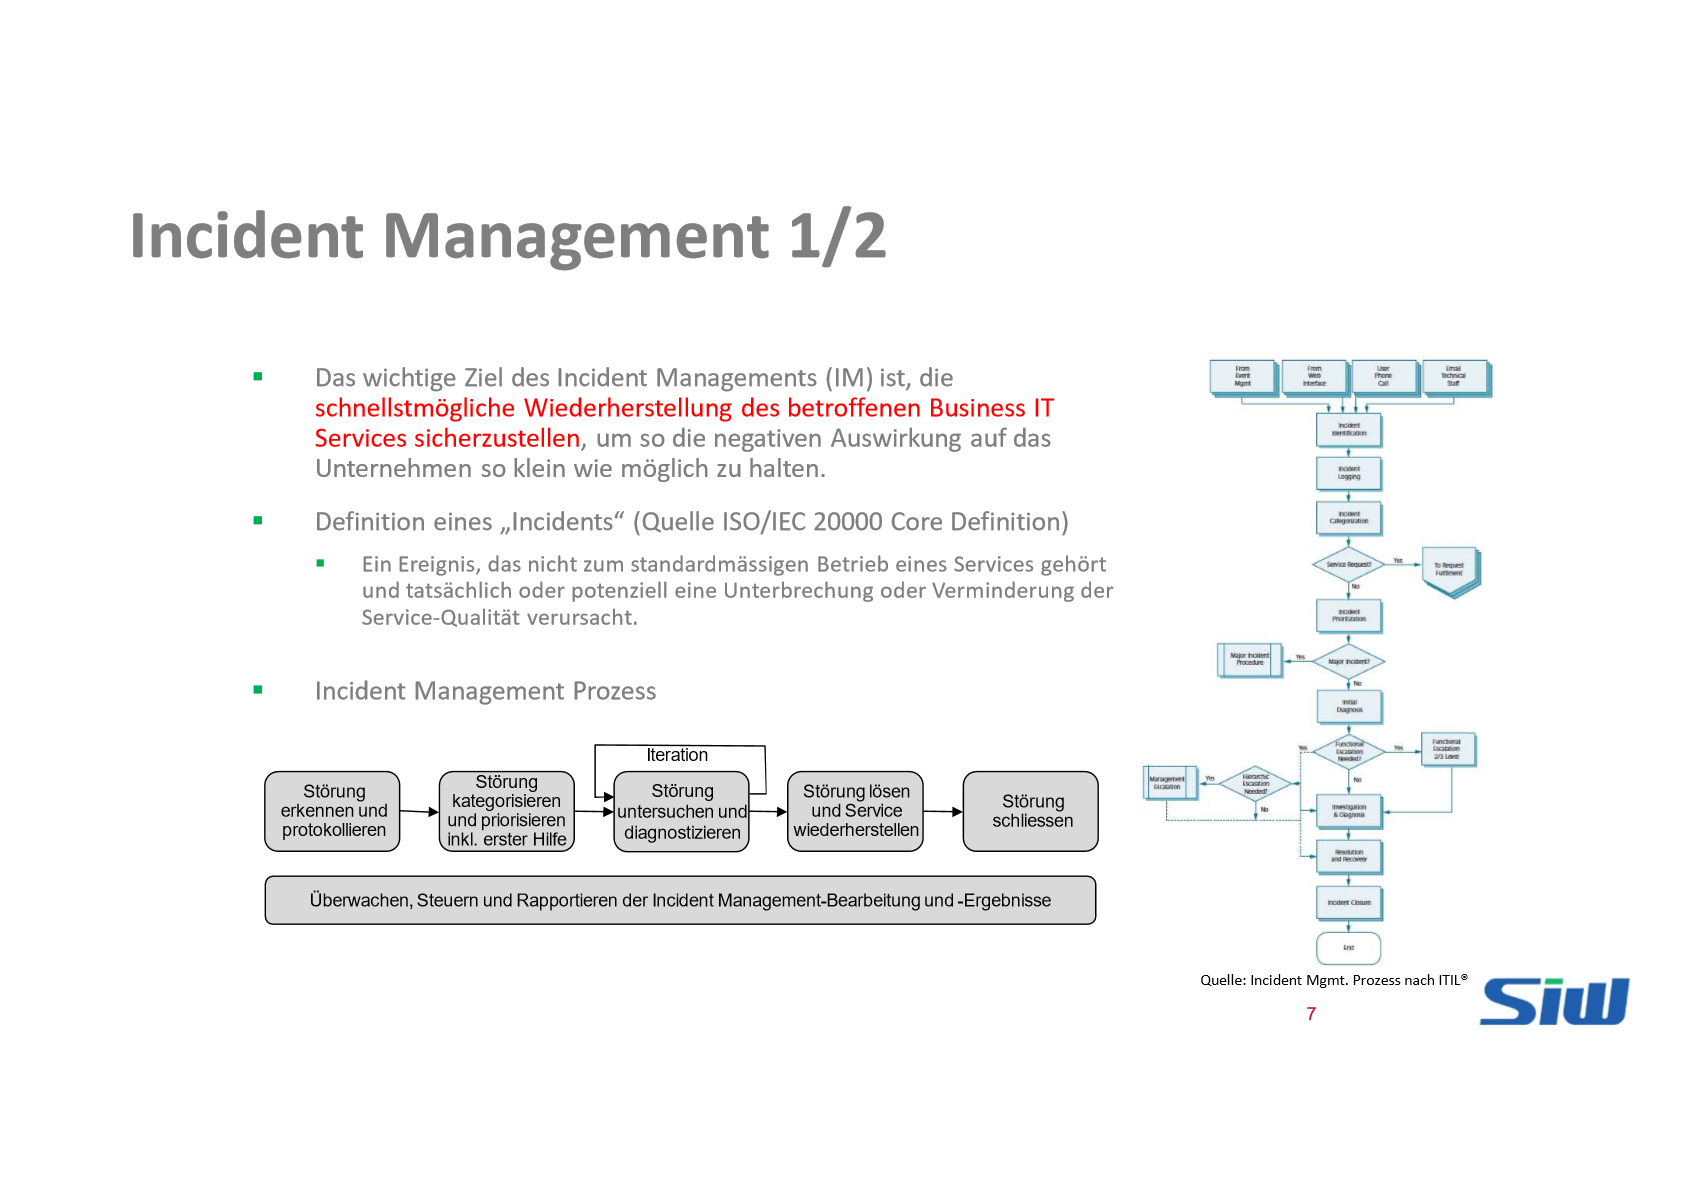 Incident Management 1/2
▪ Das wichtige Ziel des Incident Managements (IM) ist, die
schnellstmögliche Wiederherstellung des betroffenen Business IT
Services sicherzustellen, um so die negativen Auswirkung auf das
Unternehmen so klein wie möglich zu halten.
▪ Definition eines „Incidents“ (Quelle ISO/IEC 20000 Core Definition)
▪ Ein Ereignis, das nicht zum standardmässigen Betrieb eines Services gehört
und tatsächlich oder potenziell eine Unterbrechung oder Verminderung der
Service-Qualität verursacht.
▪ Incident Management Prozess
Iteration
Störung
erkennen und
protokollieren
Störung
kategorisieren
und priorisieren
inkl. erster Hilfe
Störung
untersuchen und
diagnostizieren
Störung lösen
und Service
wiederherstellen
Störung
schliessen
Überwachen, Steuern und Rapportieren der Incident Management-Bearbeitung und -Ergebnisse
From
Event
Mgmt
From
Web
Interface
User
Phone
Call
Email
Technical
Staff
Incident
Identification
Incident
Logging
Incident
Categorization
Service Request?
Yes
To Request
Fulfilment
No
Incident
Prioritization
Major Incident
Procedure
Yes
Major Incident?
No
Initial
Diagnosis
Yes
Functional
Escalation
Needed?
Yes
Functional
Escalation
2/3 Level
Management
Escalation
Yes
Hierarchic
Escalation
Needed?
No
No
Investigation
& Diagnosis
Resolution
and Recovery
Incident Closure
End
Quelle: Incident Mgmt. Prozess nach ITIL®
7
Siw